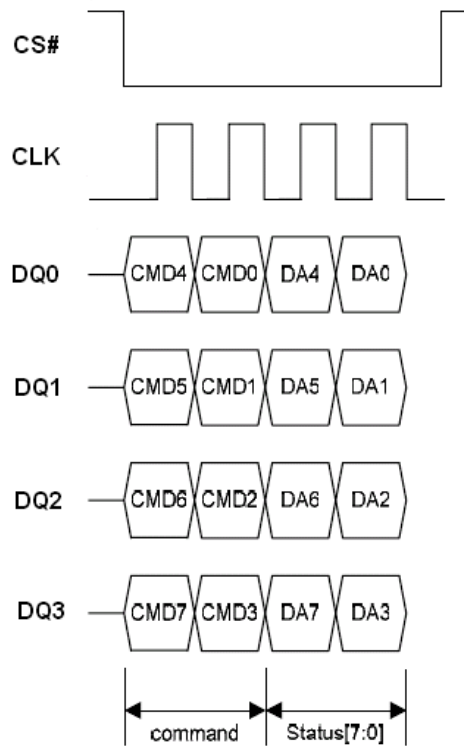 CS#
CLK
DQ0 CMD4 CMD0 DA4 DA0
DQ1 CMD5 CMD1 DA5 DA1
DQ2 CMD6 CMD2 DA6 DA2
DQ3 CMD7 CMD3 DA7 DA3
command Status[7:0]